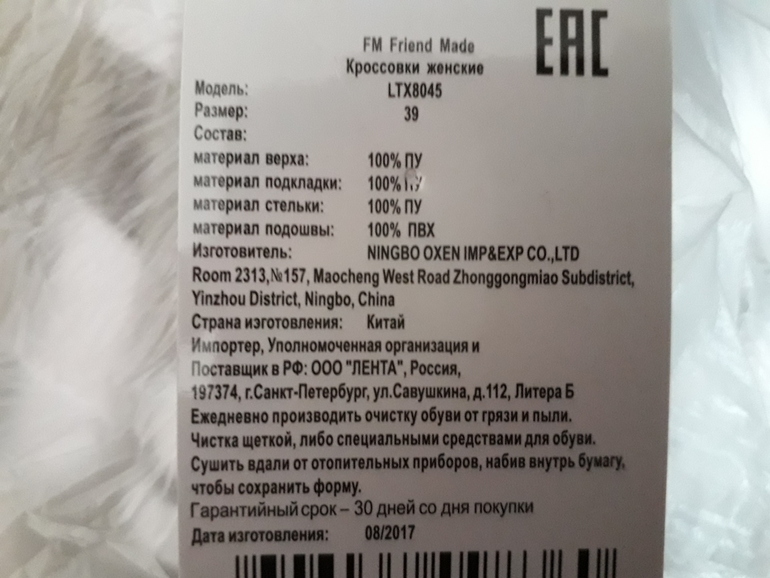 FM Friend Made
EAC
Кроссовки женские
Модель: LTX8045
Размер: 39
Состав:
материал верха: 100% ПУ
материал подкладки: 100%
материал стельки: 100% ПУ
материал подошвы: 100% ПВХ
Изготовитель: NINGBO OXEN IMP&EXP CO.,LTD
Room 2313,№157, Maocheng West Road Zhonggongmiao Subdistrict,
Yinzhou District, Ningbo, China
Страна изготовления: Китай
Импортер, Уполномоченная организация и
Поставщик в РФ: ООО "ЛЕНТА", Россия,
197374, г.Санкт-Петербург, ул.Савушкина, д.112, Литера Б
Ежедневно производить очистку обуви от грязи и пыли.
Чистка щеткой, либо специальными средствами для обуви.
Сушить вдали от отопительных приборов, набив внутрь бумагу,
чтобы сохранить форму.
Гарантийный срок – 30 дней со дня покупки
Дата изготовления: 08/2017